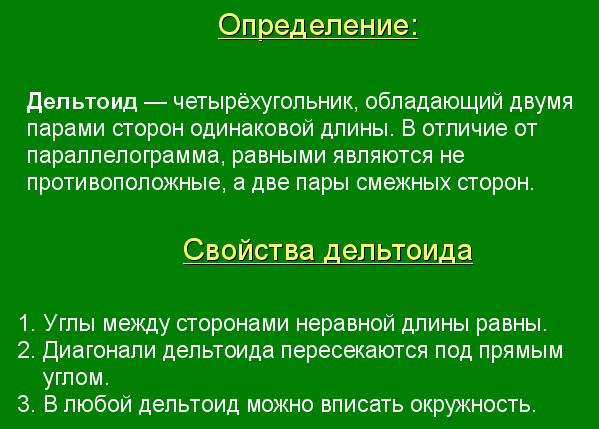 Определение:
Дельтоид — четырёхугольник, обладающий двумя
парами сторон одинаковой длины. В отличие от
параллелограмма, равными являются не
противоположные, а две пары смежных сторон.
Свойства дельтоида
1. Углы между сторонами неравной длины равны.
2. Диагонали дельтоида пересекаются под прямым
углом.
3. В любой дельтоид можно вписать окружность.